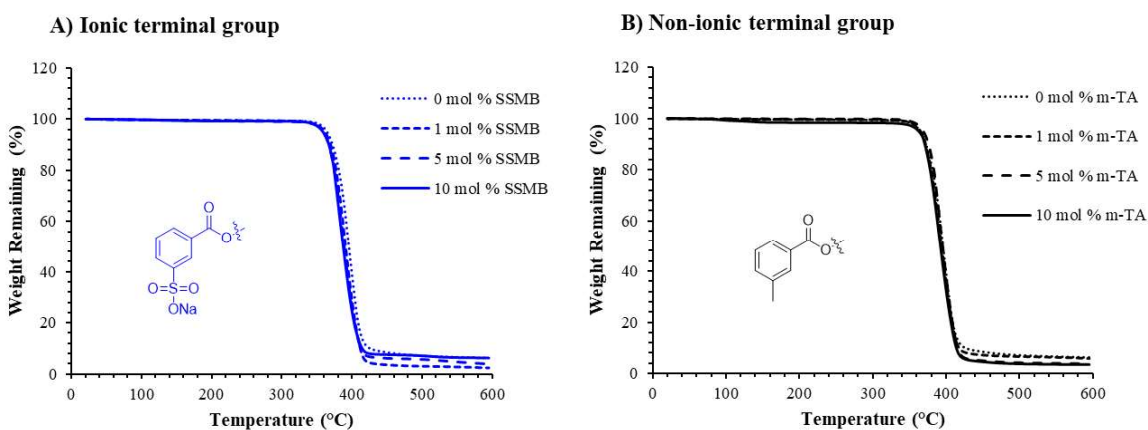 A) Ionic terminal group
120
100
80
60
40
20
0
Weight Remaining (%)
0 mol % SSMB
1 mol % SSMB
5 mol % SSMB
10 mol % SSMB
O
O
O=S=O
ONa
0
100
200
300
400
500
600
Temperature (°C)
B) Non-ionic terminal group
120
100
80
60
40
20
0
Weight Remaining (%)
0 mol % m-TA
1 mol % m-TA
5 mol % m-TA
10 mol % m-TA
O
O
0
100
200
300
400
500
600
Temperature (°C)